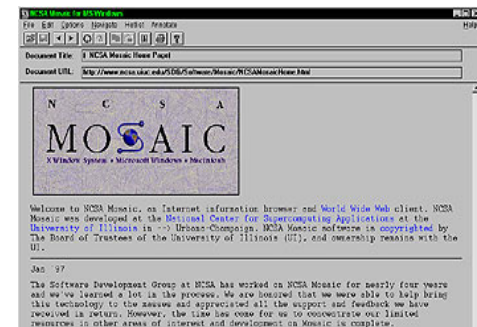 NCSA Mosaic for MS Windows
File Edit Options Navigate Hotlist Annotate Help
Document Title: NCSA Mosaic Home Page
Document URL: http://www.ncsa.uiuc.edu/SDG/Software/Mosaic/NCSAMosaicHome.html
N C S A
MOSAIC
X Window System • Microsoft Windows • Macintosh
Welcome to NCSA Mosaic, an Internet information browser and World Wide Web client. NCSA
Mosaic was developed at the National Center for Supercomputing Applications at the
University of Illinois in --> Urbana-Champaign. NCSA Mosaic software is copyrighted by
The Board of Trustees of the University of Illinois (UI), and ownership remains with the
UI.
Jan '97
The Software Development Group at NCSA has worked on NCSA Mosaic for nearly four years
and we've learned a lot in the process. We are honored that we were able to help bring
this technology to the masses and appreciated all the support and feedback we have
received in return. However, the time has come for us to concentrate our limited
resources in other areas of interest and development on Mosaic is complete.